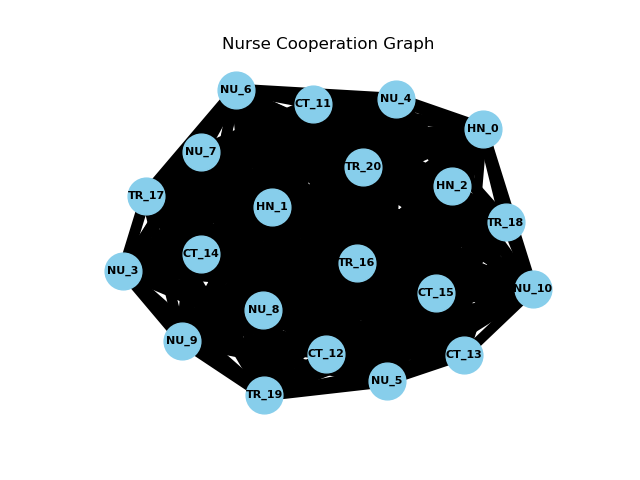 Nurse Cooperation Graph
NU_6
CT_11
NU_4
HN_0
NU_7
TR_20
HN_2
TR_17
HN_1
TR_18
CT_14
TR_16
NU_3
CT_15
NU_10
NU_8
NU_9
CT_12
CT_13
NU_5
TR_19